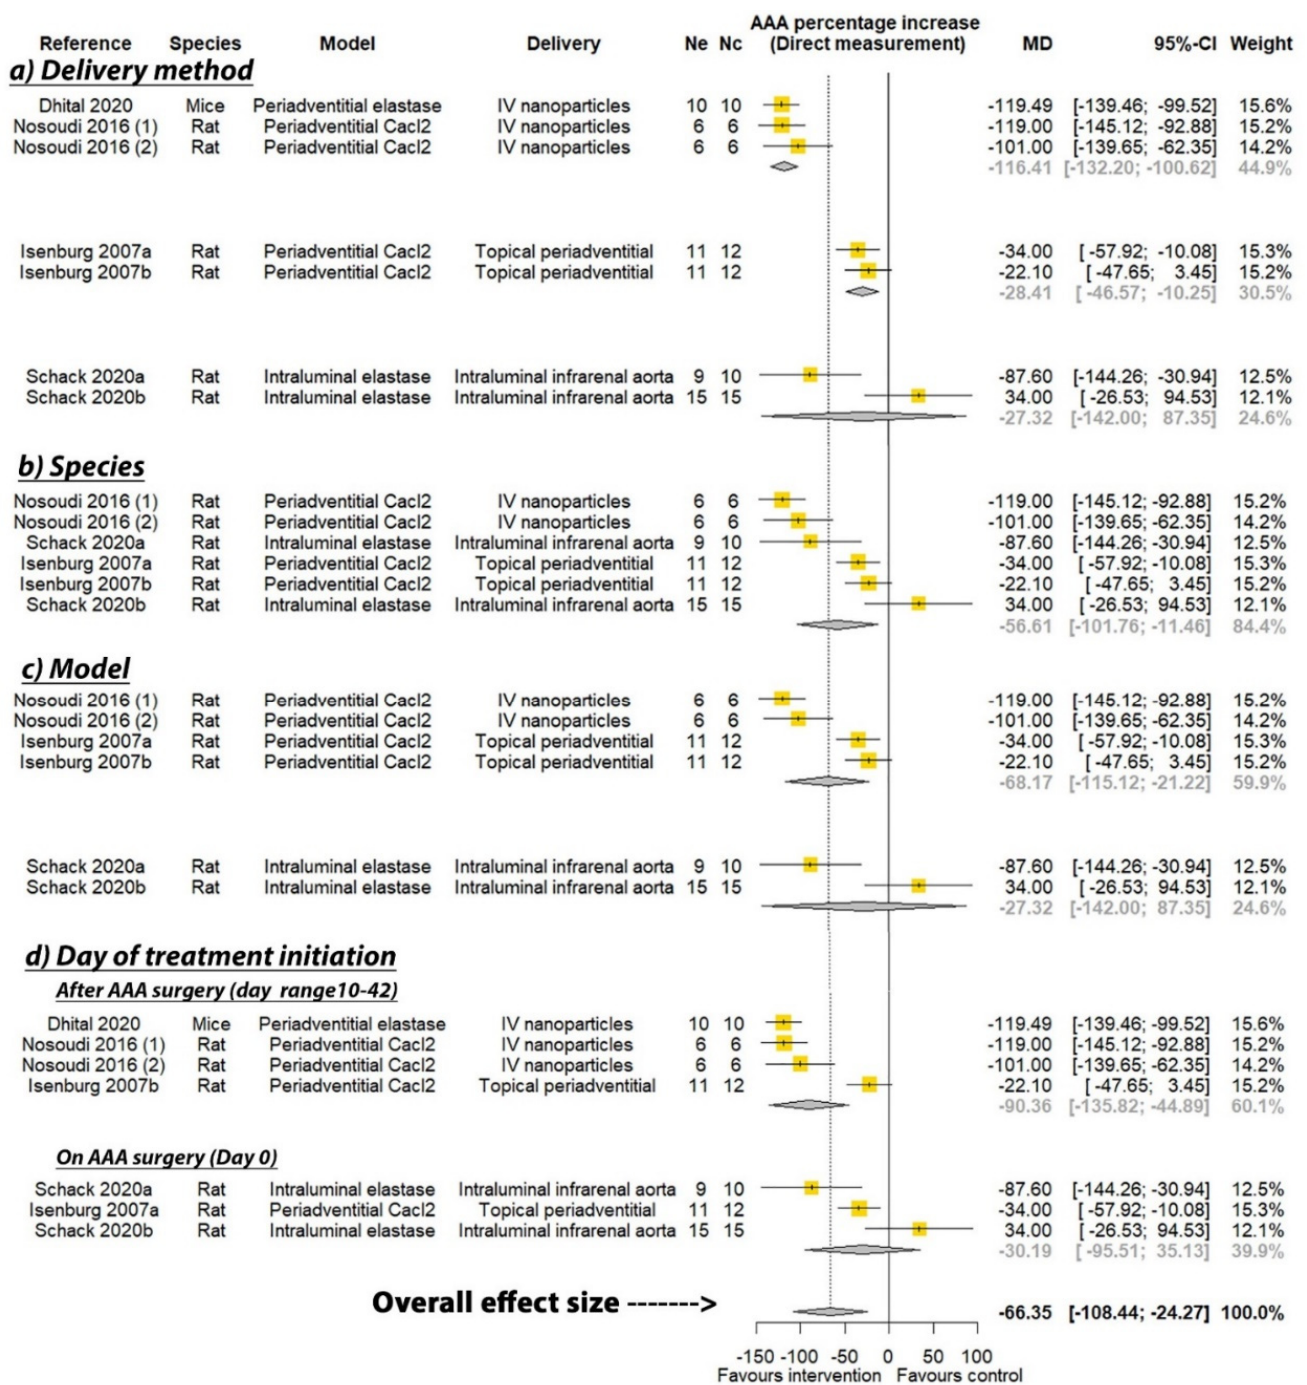 AAA percentage increase
Reference Species Model Delivery Ne Nc (Direct measurement) MD 95%-CI Weight
a) Delivery method
Dhital 2020 Mice Periadventitial elastase IV nanoparticles 10 10 -119.49 [-139.46; -99.52] 15.6%
Nosoudi 2016 (1) Rat Periadventitial Cacl2 IV nanoparticles 6 6 -119.00 [-145.12; -92.88] 15.2%
Nosoudi 2016 (2) Rat Periadventitial Cacl2 IV nanoparticles 6 6 -101.00 [-139.65; -62.35] 14.2%
-116.41 [-132.20; -100.62] 44.9%
Isenburg 2007a Rat Periadventitial Cacl2 Topical periadventitial 11 12 -34.00 [-57.92; -10.08] 15.3%
Isenburg 2007b Rat Periadventitial Cacl2 Topical periadventitial 11 12 -22.10 [-47.65; 3.45] 15.2%
-28.41 [-46.57; -10.25] 30.5%
Schack 2020a Rat Intraluminal elastase Intraluminal infrarenal aorta 9 10 -87.60 [-144.26; -30.94] 12.5%
Schack 2020b Rat Intraluminal elastase Intraluminal infrarenal aorta 15 15 34.00 [-26.53; 94.53] 12.1%
-27.32 [-142.00; 87.35] 24.6%
b) Species
Nosoudi 2016 (1) Rat Periadventitial Cacl2 IV nanoparticles 6 6 -119.00 [-145.12; -92.88] 15.2%
Nosoudi 2016 (2) Rat Periadventitial Cacl2 IV nanoparticles 6 6 -101.00 [-139.65; -62.35] 14.2%
Schack 2020a Rat Intraluminal elastase Intraluminal infrarenal aorta 9 10 -87.60 [-144.26; -30.94] 12.5%
Isenburg 2007a Rat Periadventitial Cacl2 Topical periadventitial 11 12 -34.00 [-57.92; -10.08] 15.3%
Isenburg 2007b Rat Periadventitial Cacl2 Topical periadventitial 11 12 -22.10 [-47.65; 3.45] 15.2%
Schack 2020b Rat Intraluminal elastase Intraluminal infrarenal aorta 15 15 34.00 [-26.53; 94.53] 12.1%
-56.61 [-101.76; -11.46] 84.4%
c) Model
Nosoudi 2016 (1) Rat Periadventitial Cacl2 IV nanoparticles 6 6 -119.00 [-145.12; -92.88] 15.2%
Nosoudi 2016 (2) Rat Periadventitial Cacl2 IV nanoparticles 6 6 -101.00 [-139.65; -62.35] 14.2%
Isenburg 2007a Rat Periadventitial Cacl2 Topical periadventitial 11 12 -34.00 [-57.92; -10.08] 15.3%
Isenburg 2007b Rat Periadventitial Cacl2 Topical periadventitial 11 12 -22.10 [-47.65; 3.45] 15.2%
-68.17 [-115.12; -21.22] 59.9%
Schack 2020a Rat Intraluminal elastase Intraluminal infrarenal aorta 9 10 -87.60 [-144.26; -30.94] 12.5%
Schack 2020b Rat Intraluminal elastase Intraluminal infrarenal aorta 15 15 34.00 [-26.53; 94.53] 12.1%
-27.32 [-142.00; 87.35] 24.6%
d) Day of treatment initiation
After AAA surgery (day range10-42)
Dhital 2020 Mice Periadventitial elastase IV nanoparticles 10 10 -119.49 [-139.46; -99.52] 15.6%
Nosoudi 2016 (1) Rat Periadventitial Cacl2 IV nanoparticles 6 6 -119.00 [-145.12; -92.88] 15.2%
Nosoudi 2016 (2) Rat Periadventitial Cacl2 IV nanoparticles 6 6 -101.00 [-139.65; -62.35] 14.2%
Isenburg 2007b Rat Periadventitial Cacl2 Topical periadventitial 11 12 -22.10 [-47.65; 3.45] 15.2%
-90.36 [-135.82; -44.89] 60.1%
On AAA surgery (Day 0)
Schack 2020a Rat Intraluminal elastase Intraluminal infrarenal aorta 9 10 -87.60 [-144.26; -30.94] 12.5%
Isenburg 2007a Rat Periadventitial Cacl2 Topical periadventitial 11 12 -34.00 [-57.92; -10.08] 15.3%
Schack 2020b Rat Intraluminal elastase Intraluminal infrarenal aorta 15 15 34.00 [-26.53; 94.53] 12.1%
-30.19 [-95.51; 35.13] 39.9%
Overall effect size -------> -66.35 [-108.44; -24.27] 100.0%
-150 -100 -50 0 50 100
Favours intervention Favours control